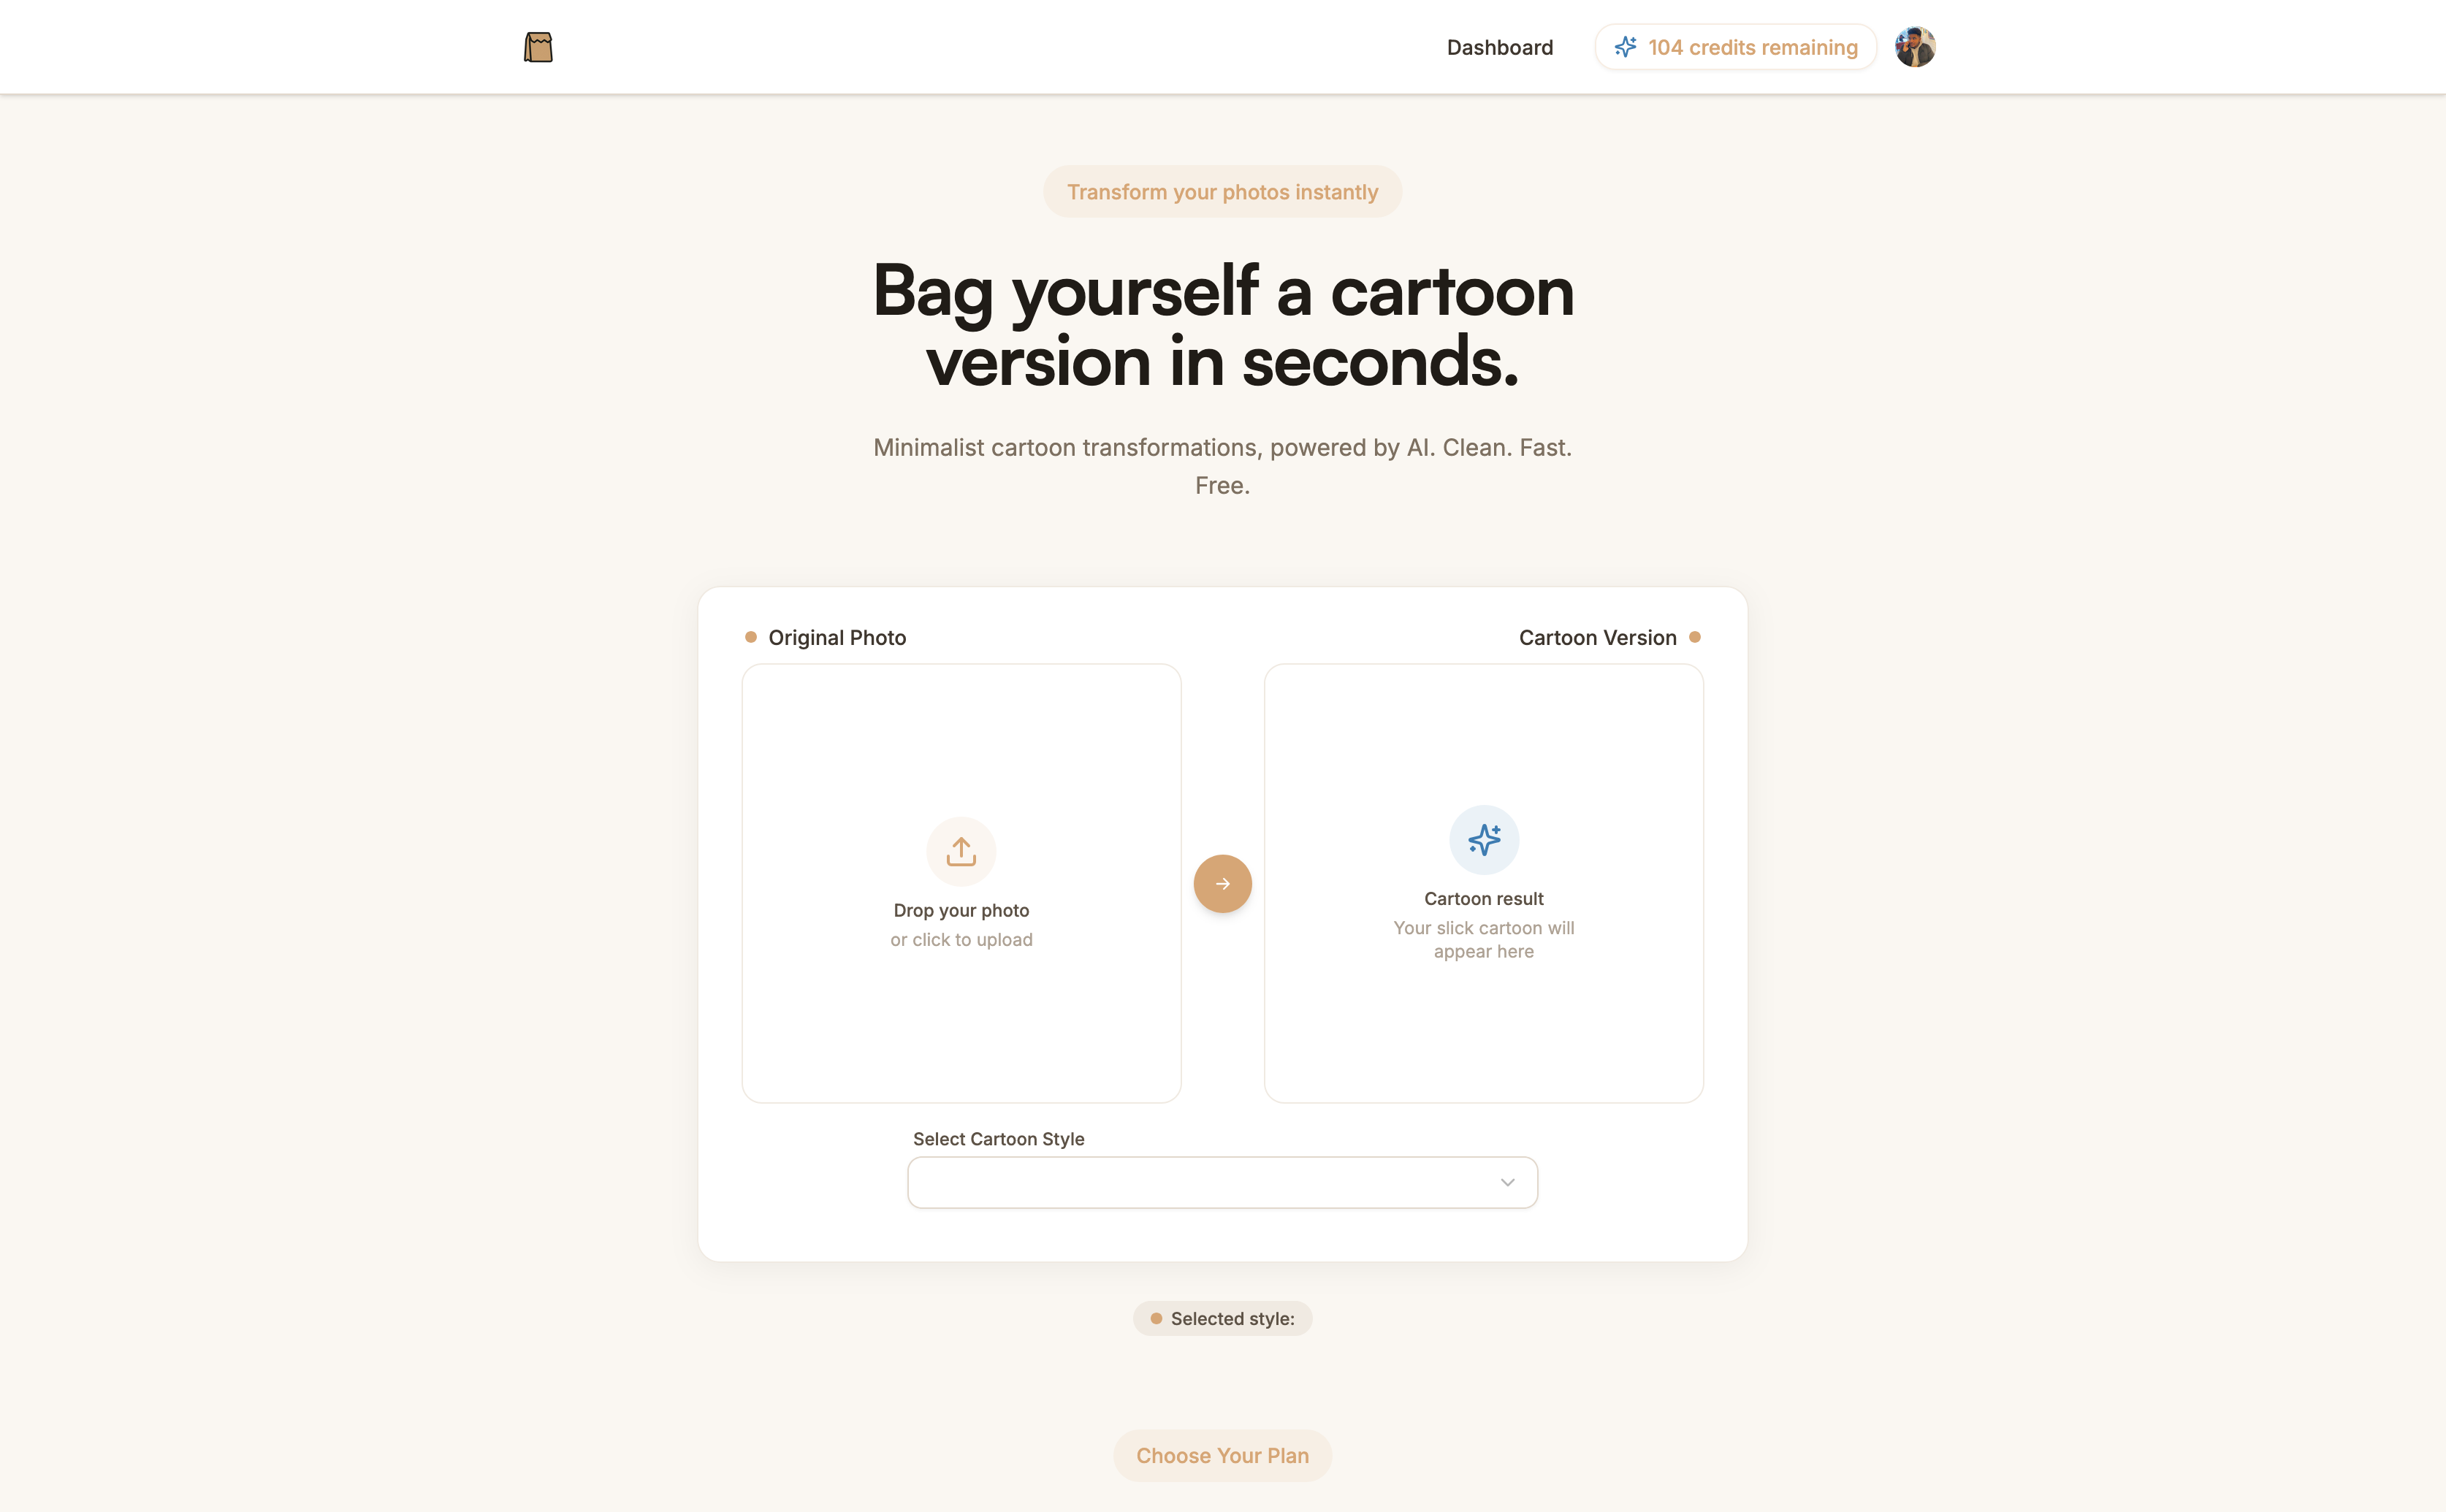 Dashboard
104 credits remaining
Transform your photos instantly
Bag yourself a cartoon
version in seconds.
Minimalist cartoon transformations, powered by AI. Clean. Fast.
Free.
Original Photo
Cartoon Version
Drop your photo
or click to upload
Cartoon result
Your slick cartoon will
appear here
Select Cartoon Style
Selected style:
Choose Your Plan